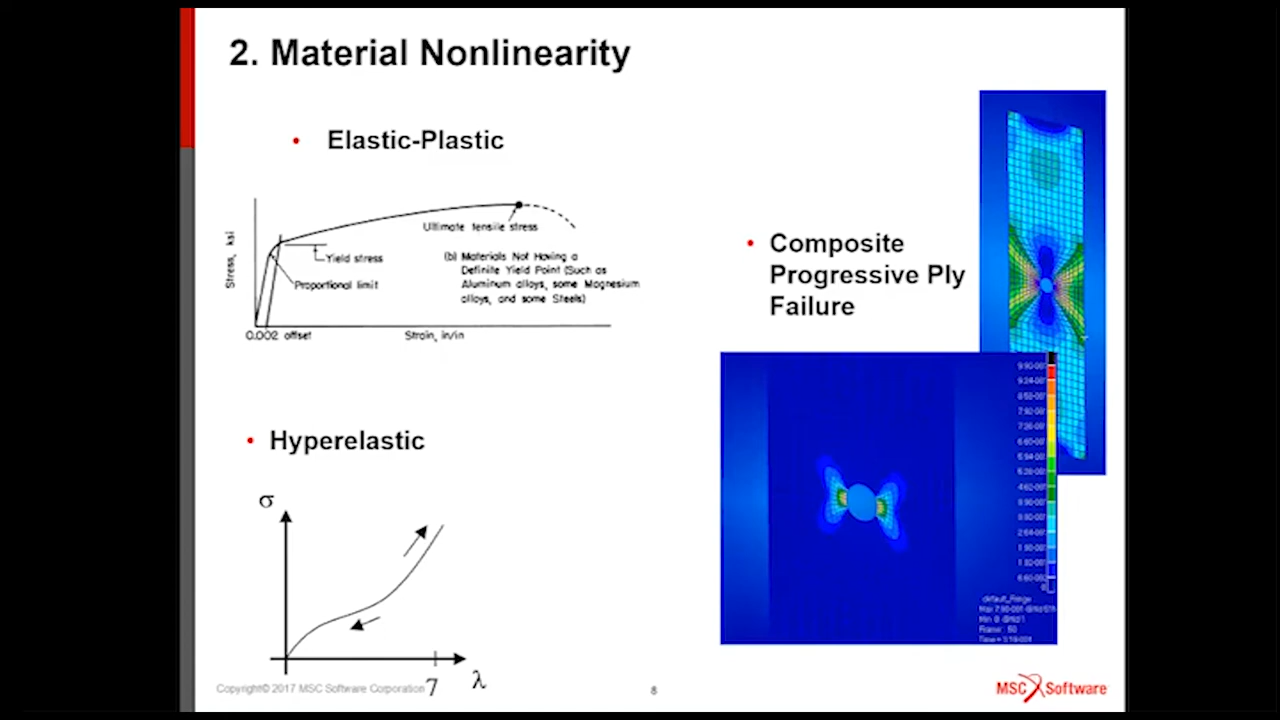 2. Material Nonlinearity
• Elastic-Plastic
Stress, ksi
Ultimate tensile stress
Yield stress
Proportional limit
(b) Materials Not Having a
Definite Yield Point (Such as
Aluminum alloys, some Magnesium
alloys, and some Steels)
0.002 offset
Strain, in/in
• Composite
Progressive Ply
Failure
• Hyperelastic
σ
7
λ
default_Fringe
Copyright© 2017 MSC Software Corporation
8
MSC Software